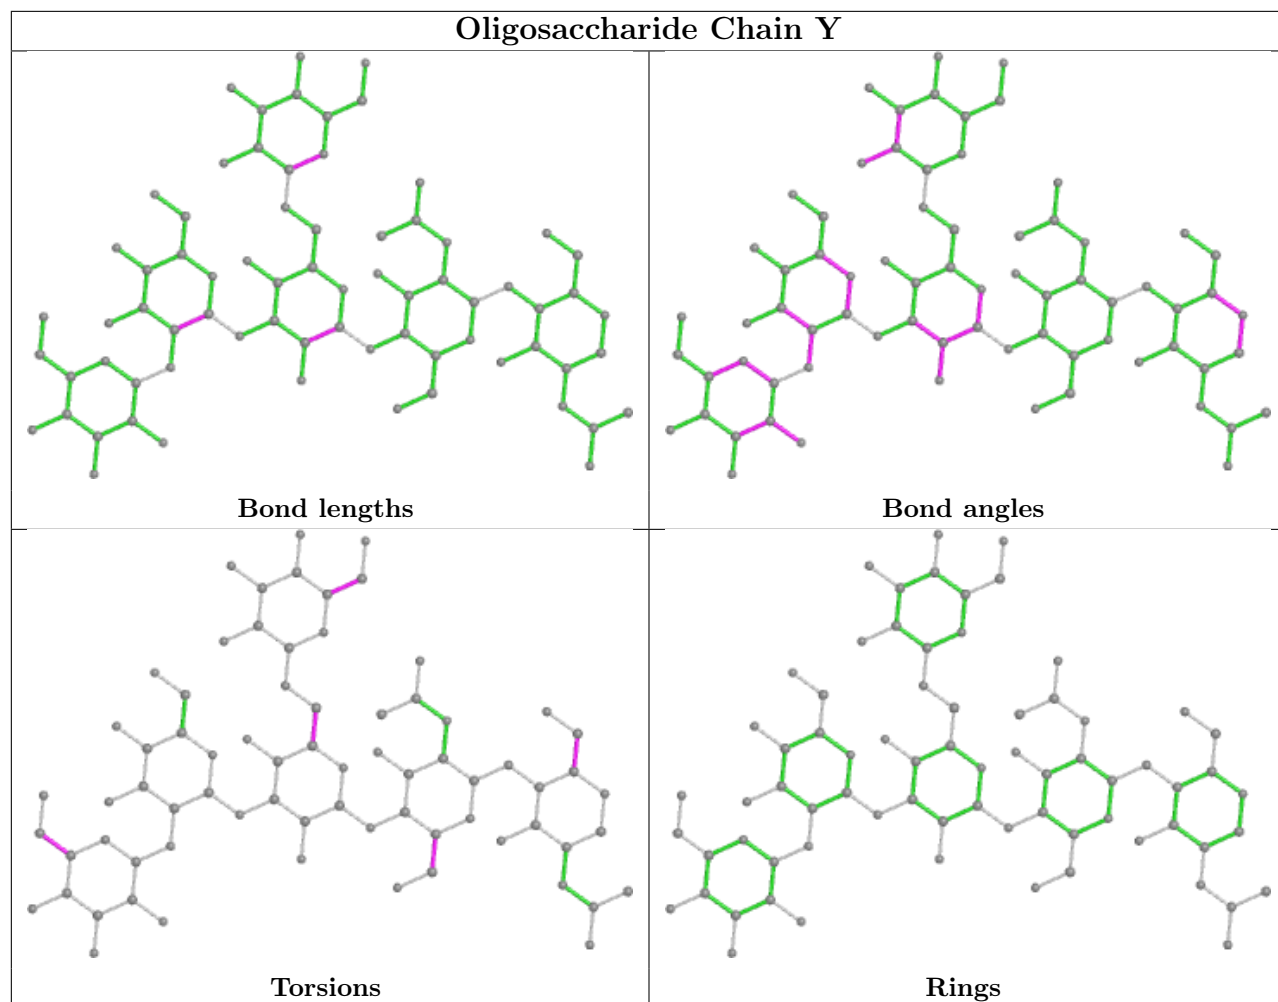 Oligosaccharide Chain Y
Bond lengths
Bond angles
Torsions
Rings